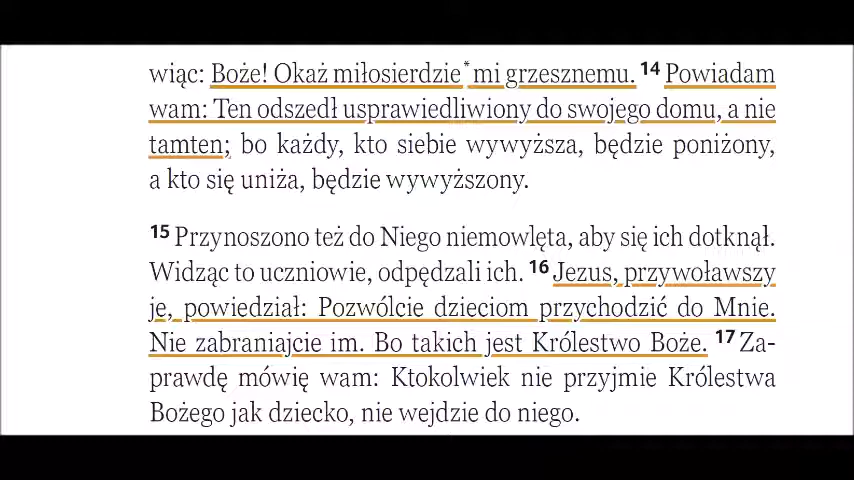 wiąc: Boże! Okaż miłosierdzie* mi grzesznemu. 14 Powiadam
wam: Ten odszedł usprawiedliwiony do swojego domu, a nie
tamten; bo każdy, kto siebie wywyższa, będzie poniżony,
a kto się uniża, będzie wywyższony.
15 Przynoszono też do Niego niemowlęta, aby się ich dotknął.
Widząc to uczniowie, odpędzali ich. 16 Jezus, przywoławszy
je, powiedział: Pozwólcie dzieciom przychodzić do Mnie.
Nie zabraniajcie im. Bo takich jest Królestwo Boże. 17 Za-
prawdę mówię wam: Ktokolwiek nie przyjmie Królestwa
Bożego jak dziecko, nie wejdzie do niego.